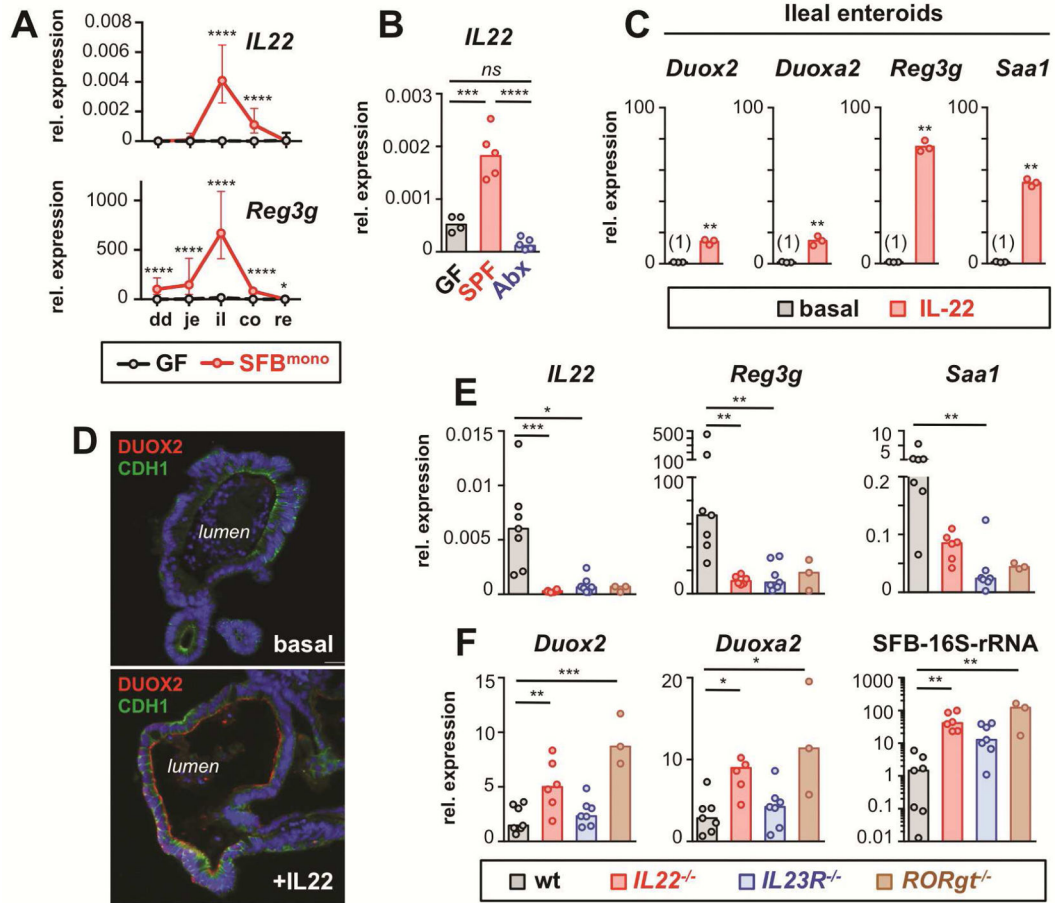 A
IL22
rel. expression
0.008
0.006
0.004
0.002
0
****
****
Reg3g
rel. expression
1000
500
0
****
****
****
****
*
dd je il co re
GF SFBmono
B
IL22
ns
*** ****
rel. expression
0.003
0.002
0.001
0
GF SPF Abx
C
Ileal enteroids
Duox2 Duoxa2 Reg3g Saa1
rel. expression
100 100 100 100
0 0 0 0
(1) (1) (1) (1)
** ** ** **
basal IL-22
D
DUOX2
CDH1
lumen
basal
DUOX2
CDH1
lumen
+IL22
E
IL22 Reg3g Saa1
rel. expression
*
***
0.015
0.010
0.005
0
**
**
500
100
100
0
**
10
5
0.2
0.1
0
F
Duox2 Duoxa2 SFB-16S-rRNA
rel. expression
***
**
15
10
5
0
*
*
20
10
0
**
**
1000
100
10
1
0.1
0.01
wt IL22-/- IL23R-/- RORgt-/-